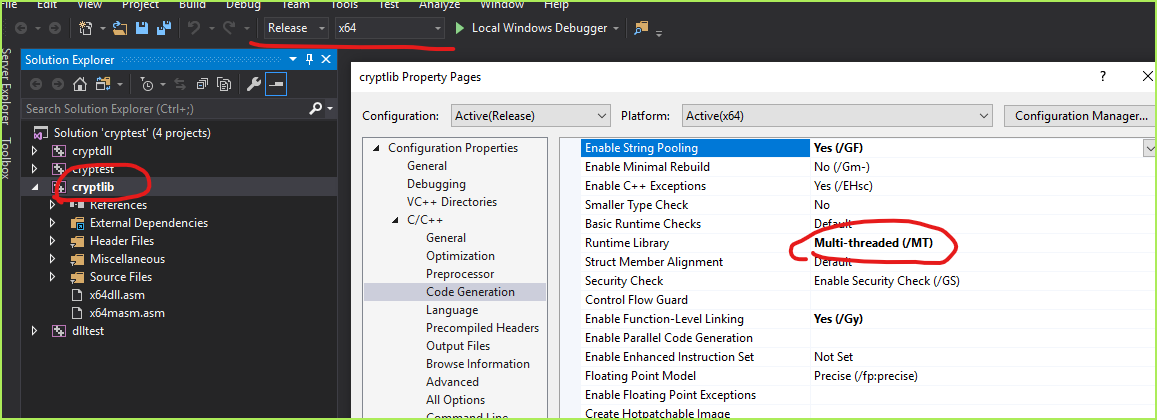 File Edit View Project Build Debug Team Tools Test Analyze Window Help
Release x64 Local Windows Debugger
Server Explorer
Toolbox
Solution Explorer
Search Solution Explorer (Ctrl+;)
Solution 'cryptest' (4 projects)
cryptdll
cryptest
cryptlib
References
External Dependencies
Header Files
Miscellaneous
Source Files
x64dll.asm
x64masm.asm
dlltest
cryptlib Property Pages
?
Configuration: Active(Release) Platform: Active(x64) Configuration Manager...
Configuration Properties
General
Debugging
VC++ Directories
C/C++
General
Optimization
Preprocessor
Code Generation
Language
Precompiled Headers
Output Files
Browse Information
Advanced
All Options
Command Line
Enable String Pooling Yes (/GF)
Enable Minimal Rebuild No (/Gm-)
Enable C++ Exceptions Yes (/EHsc)
Smaller Type Check No
Basic Runtime Checks Default
Runtime Library Multi-threaded (/MT)
Struct Member Alignment Default
Security Check Enable Security Check (/GS)
Control Flow Guard
Enable Function-Level Linking Yes (/Gy)
Enable Parallel Code Generation
Enable Enhanced Instruction Set Not Set
Floating Point Model Precise (/fp:precise)
Enable Floating Point Exceptions
Create Hotpatchable Image